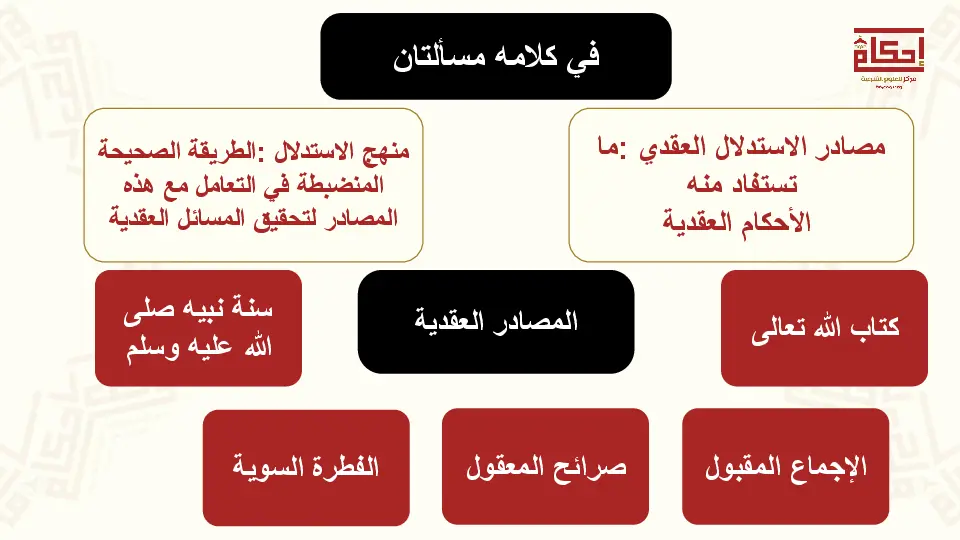 في كلامه مسألتان
إحكام
مركز للعلوم الشرعية
مصادر الاستدلال العقدي :ما
تستفاد منه
الأحكام العقدية
منهج الاستدلال :الطريقة الصحيحة
المنضبطة في التعامل مع هذه
المصادر لتحقيق المسائل العقدية
كتاب الله تعالى
المصادر العقدية
سنة نبيه صلى
الله عليه وسلم
الإجماع المقبول
صرائح المعقول
الفطرة السوية